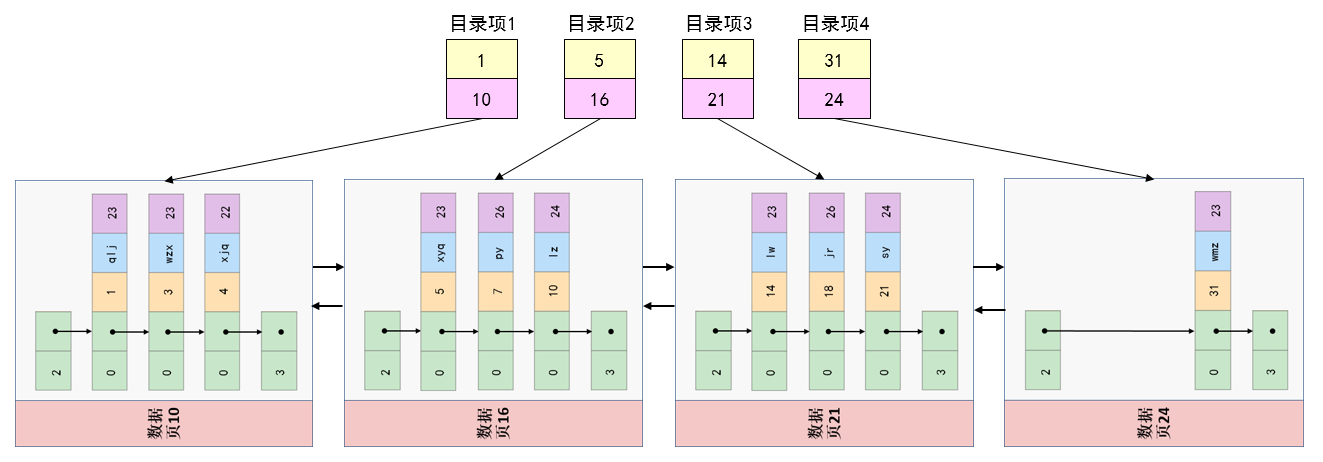 目录项1 目录项2 目录项3 目录项4
1 5 14 31
10 16 21 24
23 23 22 23 26 24 23 26 24 23
qlj wzx xjq xyq py lz lw jr sy wmz
1 3 4 5 7 10 14 18 21 31
2 0 0 0 3 2 0 0 0 3 2 0 0 0 3 2 0 3
数据 数据 数据 数据
页10 页16 页21 页24